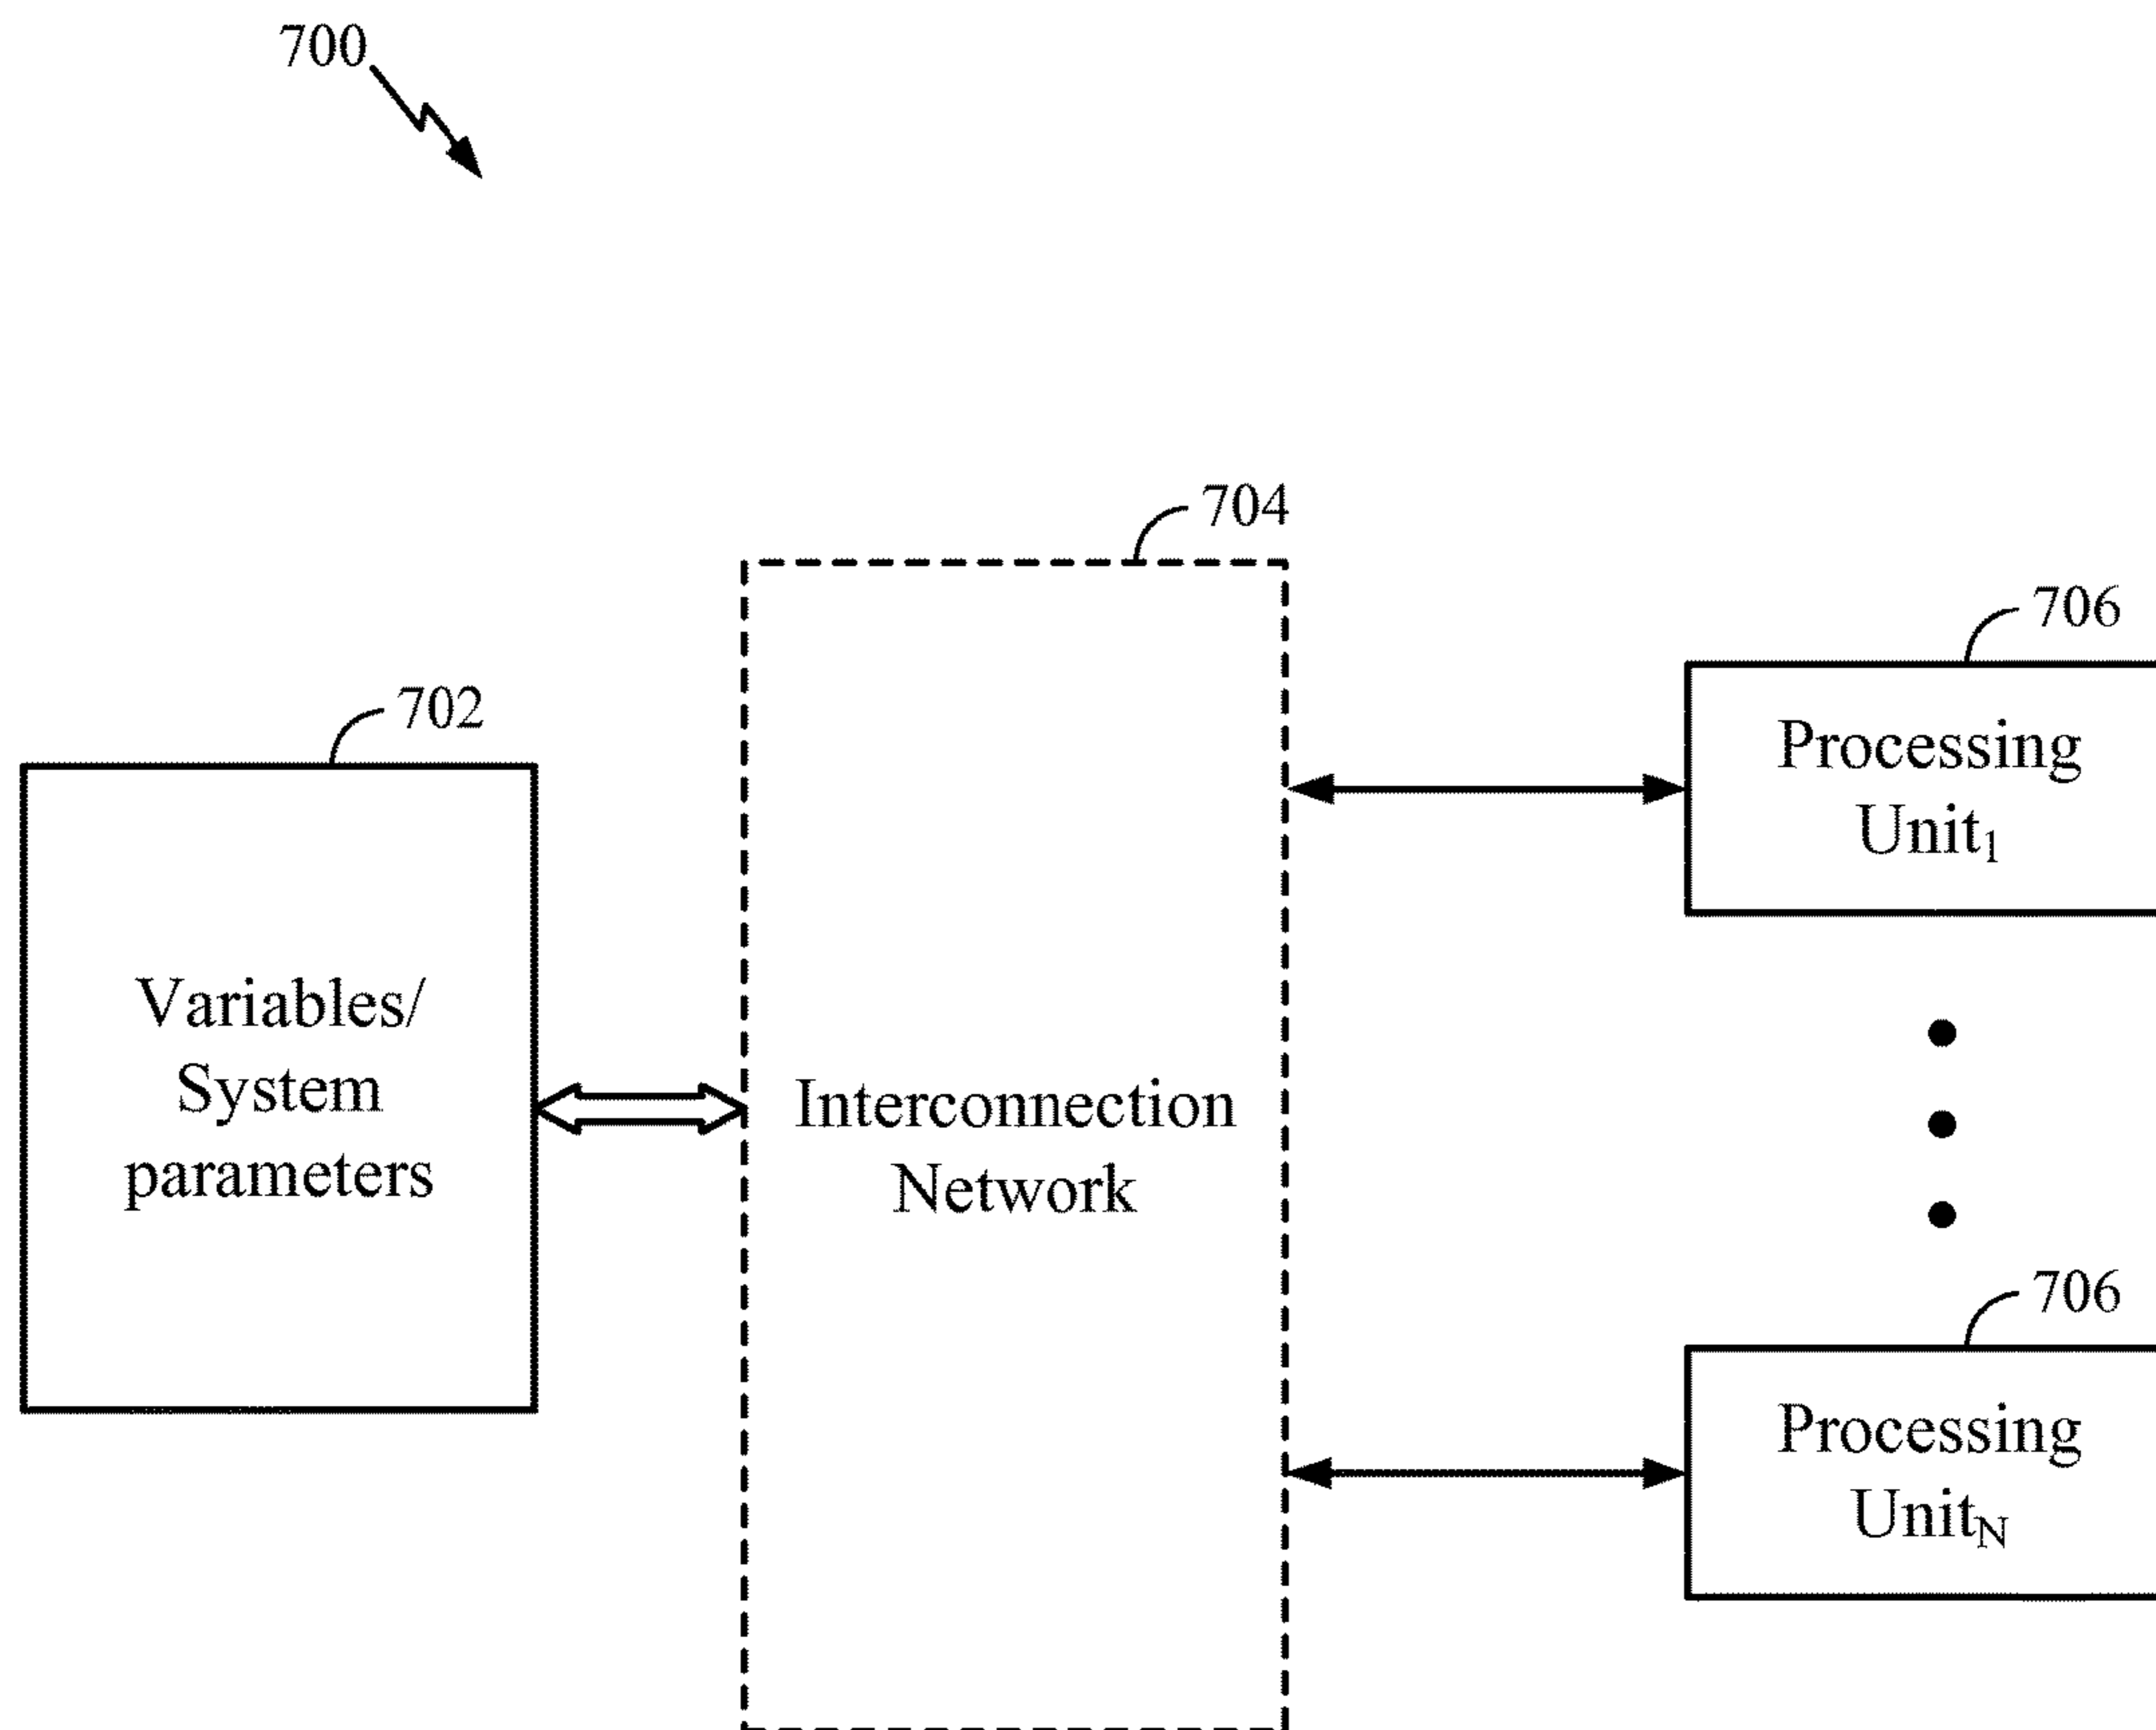 700
704
706
702
Processing
Unit1
Variables/
System
parameters
Interconnection
Network
706
Processing
UnitN